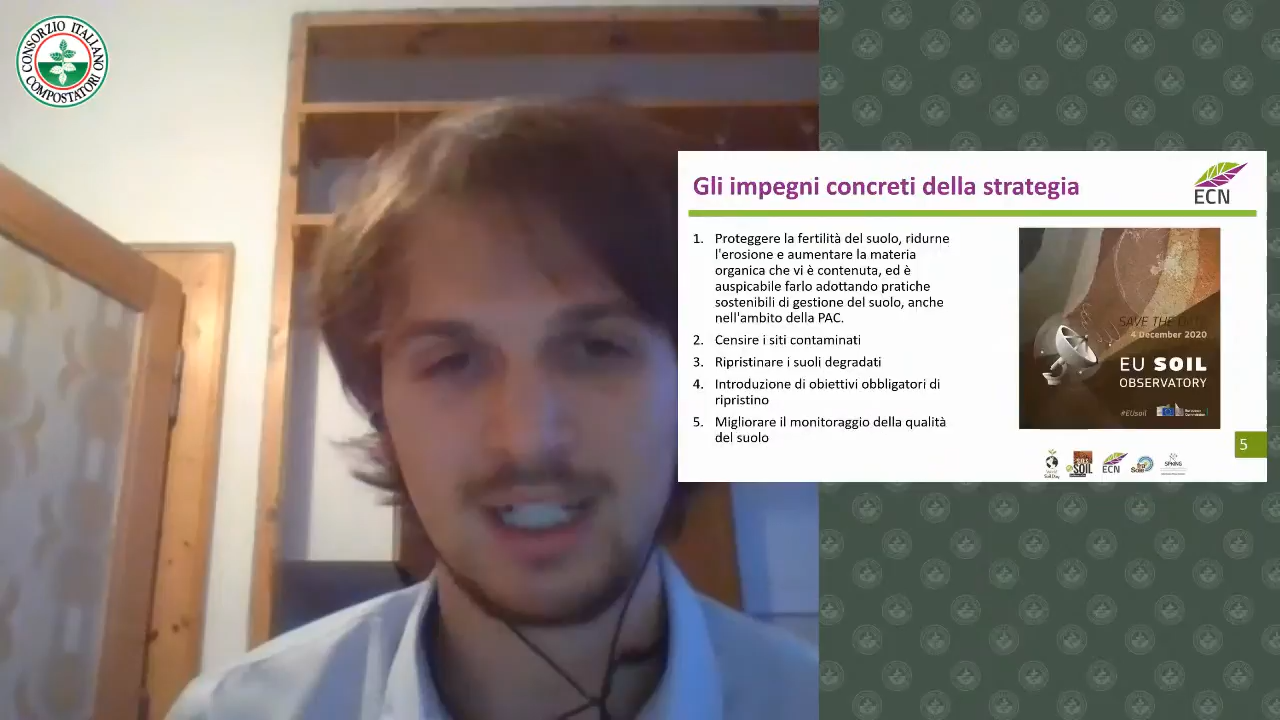 CONSORZIO ITALIANO
COMPOSTATORI
Gli impegni concreti della strategia
ECN
1. Proteggere la fertilità del suolo, ridurne
l'erosione e aumentare la materia
organica che vi è contenuta, ed è
auspicabile farlo adottando pratiche
sostenibili di gestione del suolo, anche
nell'ambito della PAC.
2. Censire i siti contaminati
3. Ripristinare i suoli degradati
4. Introduzione di obiettivi obbligatori di
ripristino
5. Migliorare il monitoraggio della qualità
del suolo
SAVE THE DATE
4 December 2020
EU SOIL
OBSERVATORY
#EUsoil
5
SOIL
ECN